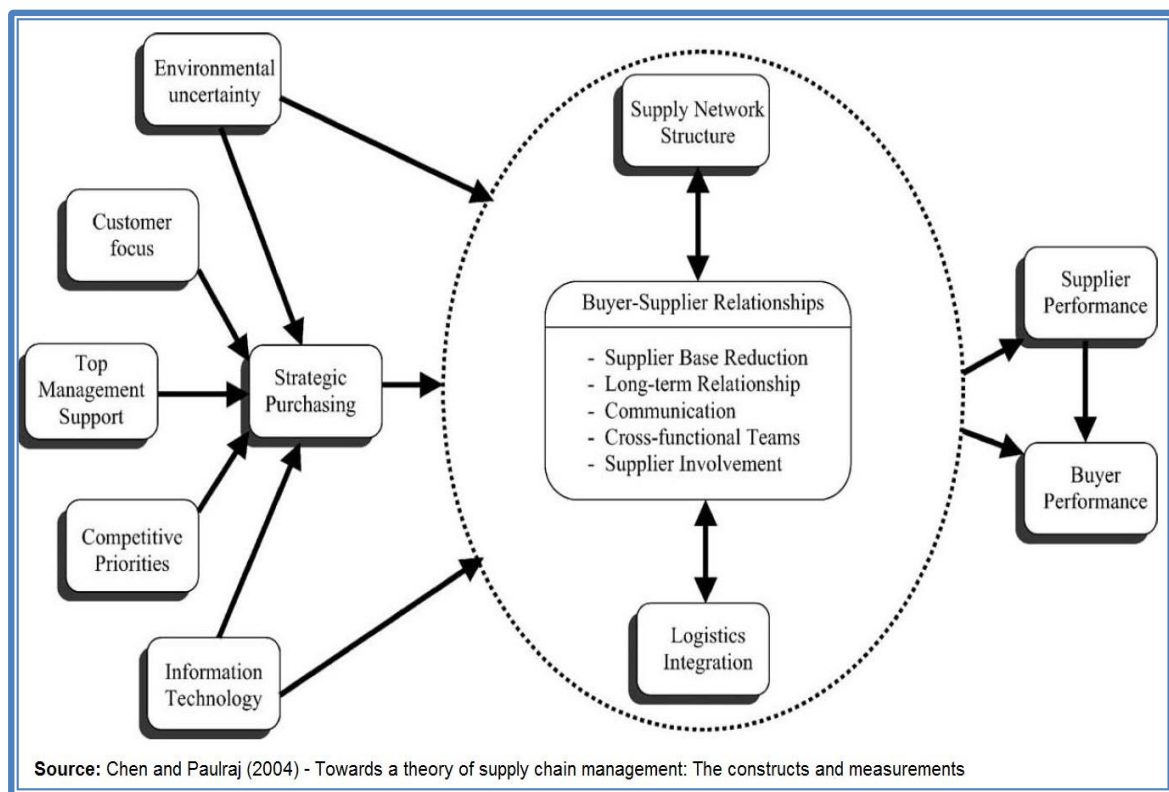 Environmental
uncertainty
Customer
focus
Top
Management
Support
Competitive
Priorities
Information
Technology
Strategic
Purchasing
Supply Network
Structure
Buyer-Supplier Relationships
- Supplier Base Reduction
- Long-term Relationship
- Communication
- Cross-functional Teams
- Supplier Involvement
Logistics
Integration
Supplier
Performance
Buyer
Performance
Source: Chen and Paulraj (2004) - Towards a theory of supply chain management: The constructs and measurements